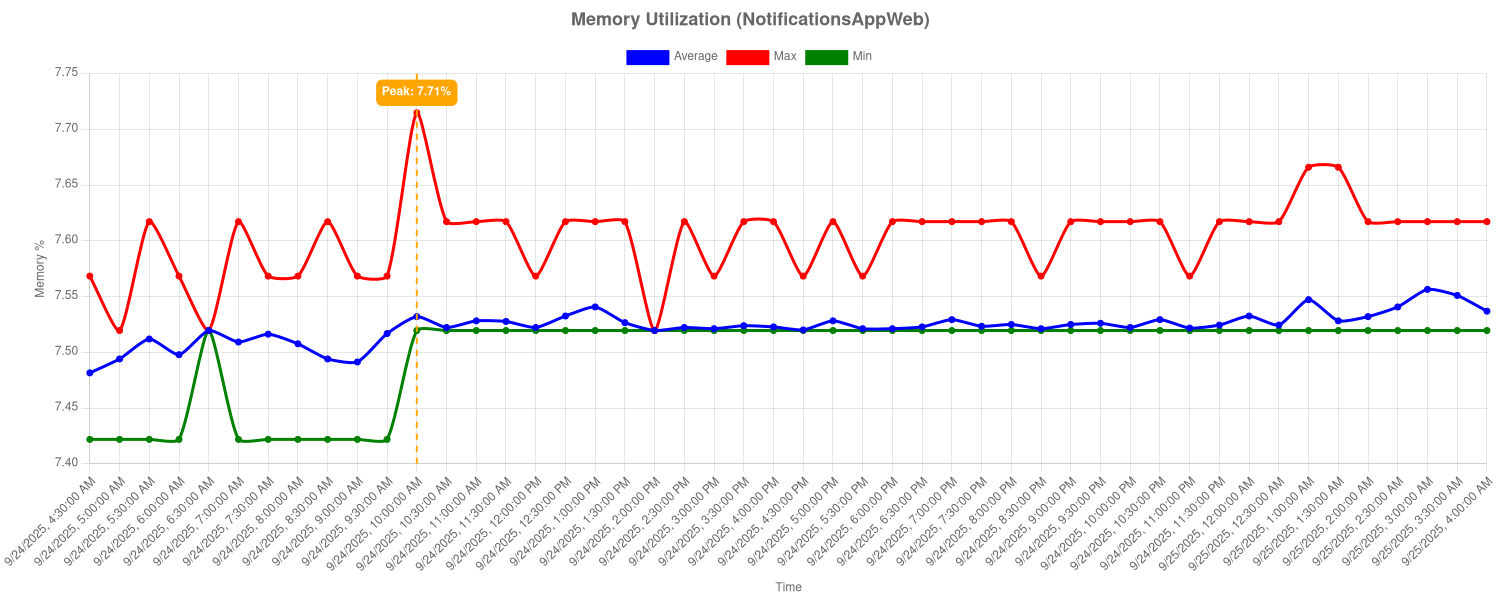 Memory Utilization (NotificationsAppWeb)
Average Max Min
7.75
Peak: 7.71%
7.70
7.65
7.60
7.55
7.50
7.45
7.40
Memory %
9/24/2025, 4:30:00 AM
9/24/2025, 5:00:00 AM
9/24/2025, 5:30:00 AM
9/24/2025, 6:00:00 AM
9/24/2025, 6:30:00 AM
9/24/2025, 7:00:00 AM
9/24/2025, 7:30:00 AM
9/24/2025, 8:00:00 AM
9/24/2025, 8:30:00 AM
9/24/2025, 9:00:00 AM
9/24/2025, 9:30:00 AM
9/24/2025, 10:00:00 AM
9/24/2025, 10:30:00 AM
9/24/2025, 11:00:00 AM
9/24/2025, 11:30:00 AM
9/24/2025, 12:00:00 PM
9/24/2025, 12:30:00 PM
9/24/2025, 1:00:00 PM
9/24/2025, 1:30:00 PM
9/24/2025, 2:00:00 PM
9/24/2025, 2:30:00 PM
9/24/2025, 3:00:00 PM
9/24/2025, 3:30:00 PM
9/24/2025, 4:00:00 PM
9/24/2025, 4:30:00 PM
9/24/2025, 5:00:00 PM
9/24/2025, 5:30:00 PM
9/24/2025, 6:00:00 PM
9/24/2025, 6:30:00 PM
9/24/2025, 7:00:00 PM
9/24/2025, 7:30:00 PM
9/24/2025, 8:00:00 PM
9/24/2025, 8:30:00 PM
9/24/2025, 9:00:00 PM
9/24/2025, 9:30:00 PM
9/24/2025, 10:00:00 PM
9/24/2025, 10:30:00 PM
9/24/2025, 11:00:00 PM
9/24/2025, 11:30:00 PM
9/25/2025, 12:00:00 AM
9/25/2025, 12:30:00 AM
9/25/2025, 1:00:00 AM
9/25/2025, 1:30:00 AM
9/25/2025, 2:00:00 AM
9/25/2025, 2:30:00 AM
9/25/2025, 3:00:00 AM
9/25/2025, 3:30:00 AM
9/25/2025, 4:00:00 AM
Time